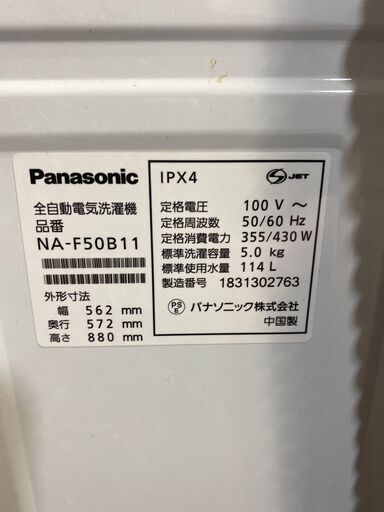 Panasonic
全自動電気洗濯機
品番
NA-F50B11
外形寸法
幅 562 mm
奥行 572 mm
高さ 880 mm
IPX4
S JET
定格電圧 100 V ～
定格周波数 50/60 Hz
定格消費電力 355/430 W
標準洗濯容量 5.0 kg
標準使用水量 114 L
製造番号 1831302763
PSE パナソニック株式会社
中国製